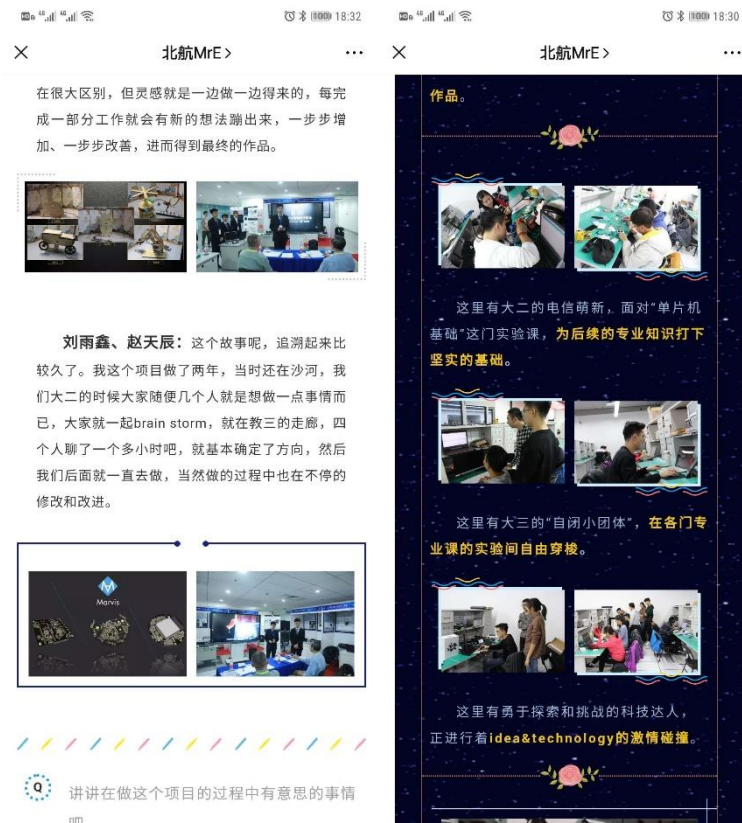 18:32
北航MrE>
在很大区别，但灵感就是一边做一边得来的，每完
成一部分工作就会有新的想法蹦出来，一步步增
加、一步步改善，进而得到最终的作品。
刘雨鑫、赵天辰：这个故事呢，追溯起来比
较久了。我这个项目做了两年，当时还在沙河，我
们大二的时候大家随便几个人就是想做一点事情而
已，大家就一起brain storm，就在教三的走廊，四
个人聊了一个多小时吧，就基本确定了方向，然后
我们后面就一直去做，当然做的过程中也在不停的
修改和改进。
Marvis
Q
讲讲在做这个项目的过程中有意思的事情
吧
18:30
北航MrE>
作品。
这里有大二的电信萌新，面对“单片机
基础”这门实验课，为后续的专业知识打下
坚实的基础。
这里有大三的“自闭小团体”，在各门专
业课的实验间自由穿梭。
这里有勇于探索和挑战的科技达人，
正进行着idea&technology的激情碰撞。